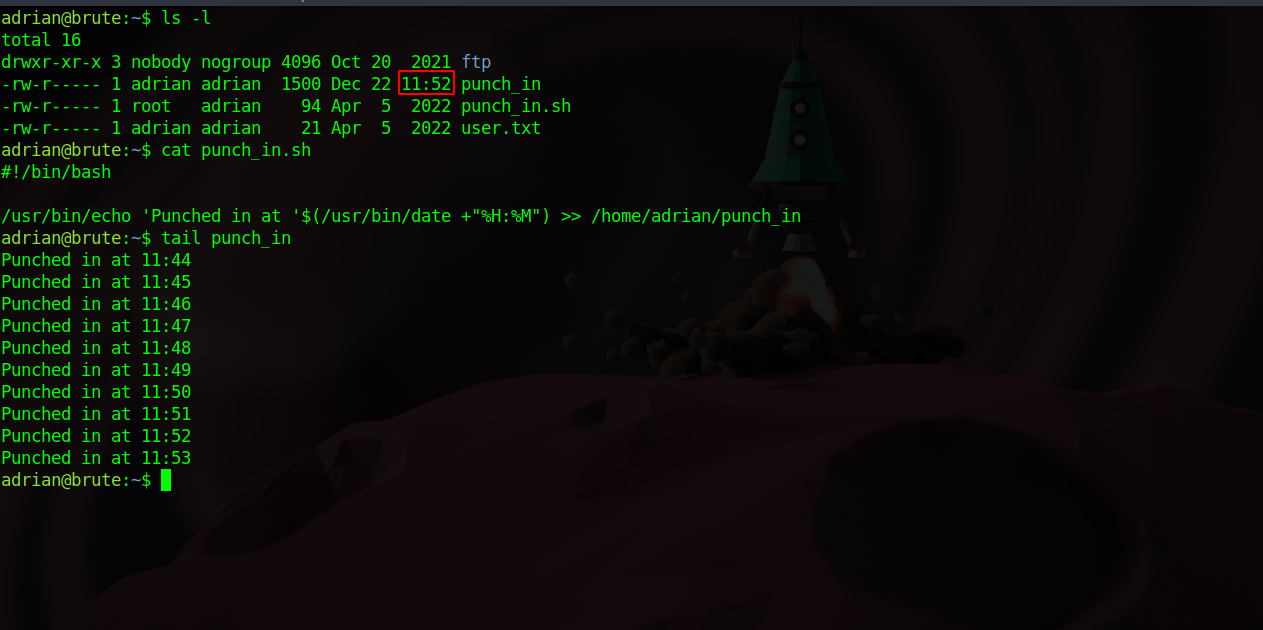 adrian@brute:~$ ls -l
total 16
drwxr-xr-x 3 nobody nogroup 4096 Oct 20  2021 ftp
-rw-r----- 1 adrian adrian  1500 Dec 22 11:52 punch_in
-rw-r----- 1 root   adrian    94 Apr  5  2022 punch_in.sh
-rw-r----- 1 adrian adrian    21 Apr  5  2022 user.txt
adrian@brute:~$ cat punch_in.sh
#!/bin/bash

/usr/bin/echo 'Punched in at '$(/usr/bin/date +"%H:%M") >> /home/adrian/punch_in
adrian@brute:~$ tail punch_in
Punched in at 11:44
Punched in at 11:45
Punched in at 11:46
Punched in at 11:47
Punched in at 11:48
Punched in at 11:49
Punched in at 11:50
Punched in at 11:51
Punched in at 11:52
Punched in at 11:53
adrian@brute:~$